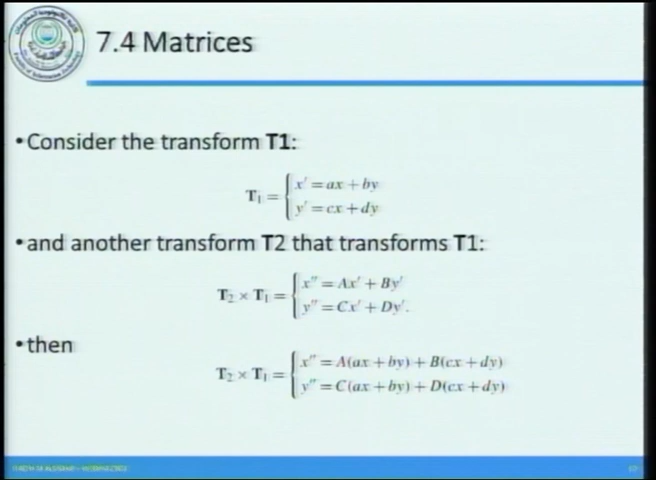 7.4 Matrices
•Consider the transform T1:
T₁ = { x′ = ax + by
y′ = cx + dy
•and another transform T2 that transforms T1:
T₂ × T₁ = { x″ = Ax′ + By′
y″ = Cx′ + Dy′.
•then
T₂ × T₁ = { x″ = A(ax + by) + B(cx + dy)
y″ = C(ax + by) + D(cx + dy)